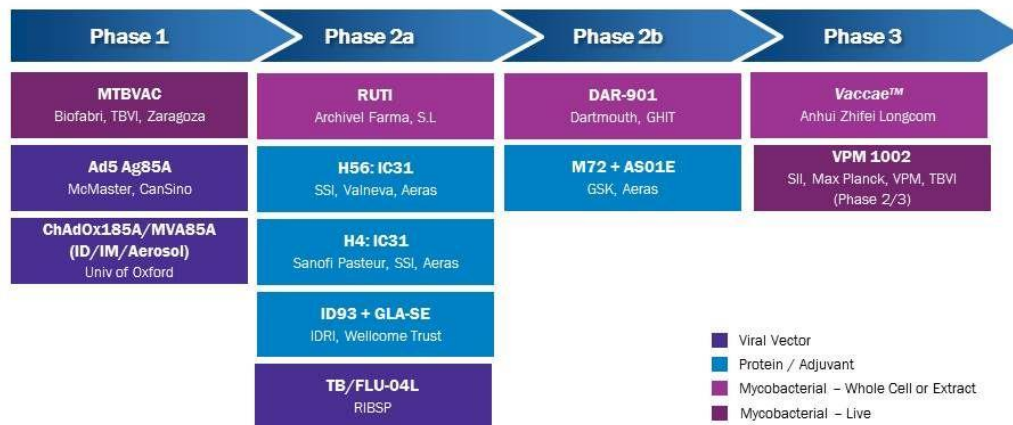 Phase 1
Phase 2a
Phase 2b
Phase 3
MTBVAC
Biofabri, TBVI, Zaragoza
Ad5 Ag85A
McMaster, CanSino
ChAdOx185A/MVA85A
(ID/IM/Aerosol)
Univ of Oxford
RUTI
Archivel Farma, S.L
H56: IC31
SSI, Valneva, Aeras
H4: IC31
Sanofi Pasteur, SSI, Aeras
ID93 + GLA-SE
IDRI, Wellcome Trust
TB/FLU-04L
RIBSP
DAR-901
Dartmouth, GHIT
M72 + AS01E
GSK, Aeras
Vaccae™
Anhui Zhifei Longcom
VPM 1002
SII, Max Planck, VPM, TBVI
(Phase 2/3)
Viral Vector
Protein / Adjuvant
Mycobacterial – Whole Cell or Extract
Mycobacterial – Live